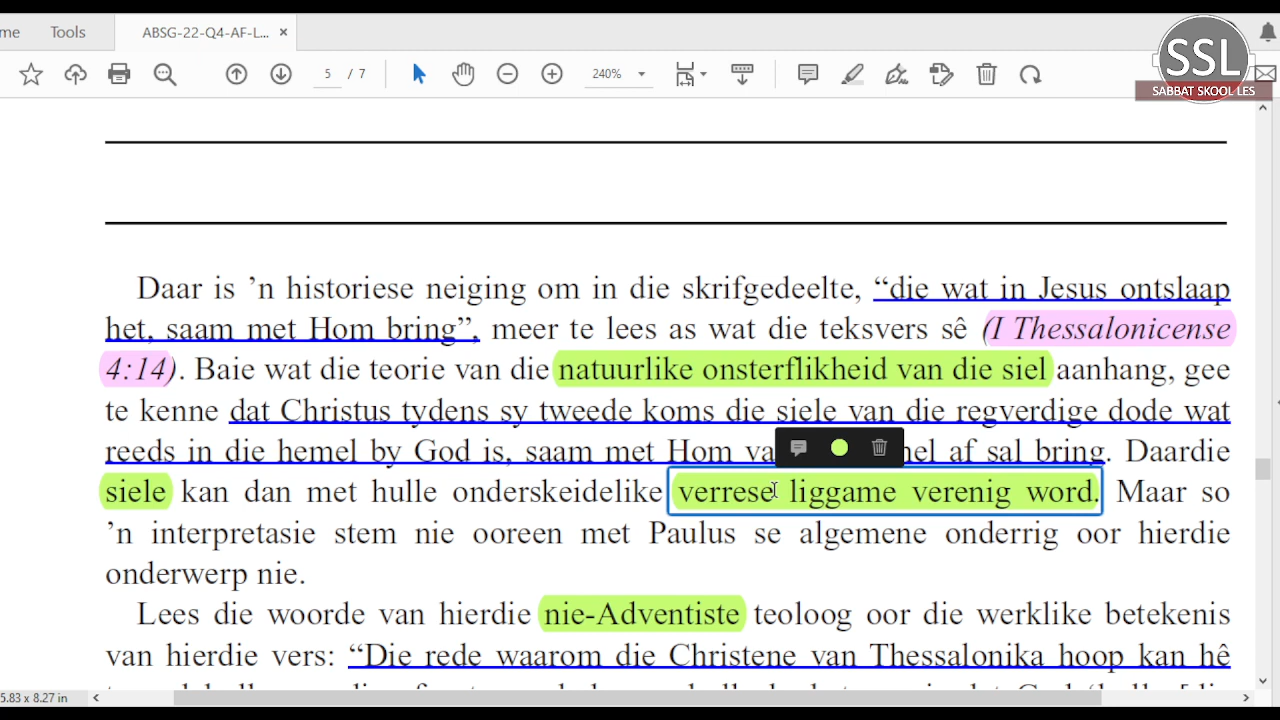 me Tools ABSG-22-Q4-AF-L... ×
5 / 7 240%
SSL
SABBAT SKOOL LES
Daar is ’n historiese neiging om in die skrifgedeelte, “die wat in Jesus ontslaap
het, saam met Hom bring”, meer te lees as wat die teksvers sê (I Thessalonicense
4:14). Baie wat die teorie van die natuurlike onsterflikheid van die siel aanhang, gee
te kenne dat Christus tydens sy tweede koms die siele van die regverdige dode wat
reeds in die hemel by God is, saam met Hom va nel af sal bring. Daardie
siele kan dan met hulle onderskeidelike verrese liggame verenig word. Maar so
’n interpretasie stem nie ooreen met Paulus se algemene onderrig oor hierdie
onderwerp nie.
Lees die woorde van hierdie nie-Adventiste teoloog oor die werklike betekenis
van hierdie vers: “Die rede waarom die Christene van Thessalonika hoop kan hê
5.83 x 8.27 in